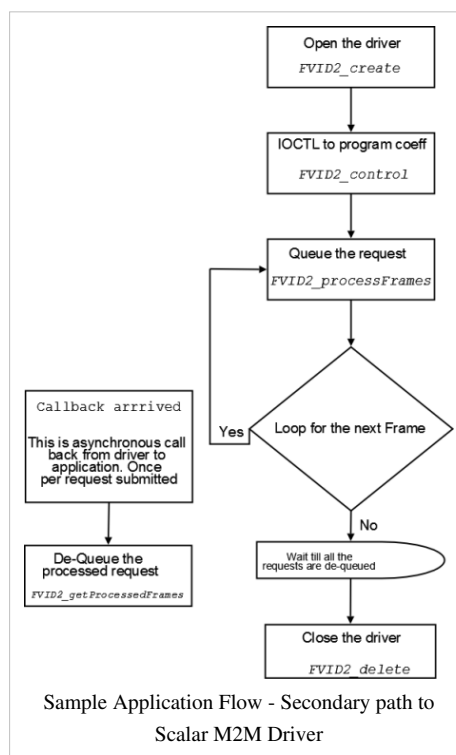 Open the driver
FVID2_create
IOCTL to program coeff
FVID2_control
Queue the request
FVID2_processFrames
Loop for the next Frame
Yes
No
Wait till all the
requests are de-queued
Close the driver
FVID2_delete
Callback arrrived
This is asynchronous call
back from driver to
application. Once
per request submitted
De-Queue the
processed request
FVID2_getProcessedFrames
Sample Application Flow - Secondary path to
Scalar M2M Driver